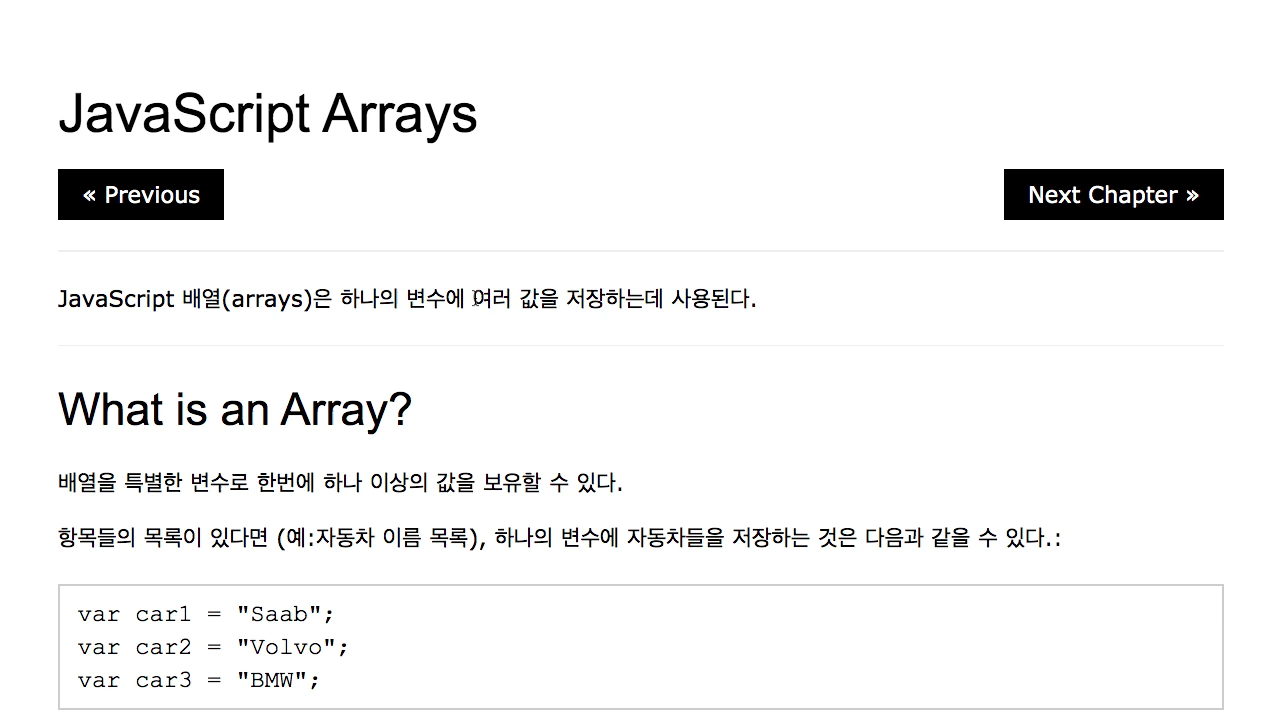 JavaScript Arrays
« Previous
Next Chapter »
JavaScript 배열(arrays)은 하나의 변수에 여러 값을 저장하는데 사용된다.
What is an Array?
배열을 특별한 변수로 한번에 하나 이상의 값을 보유할 수 있다.
항목들의 목록이 있다면 (예:자동차 이름 목록), 하나의 변수에 자동차들을 저장하는 것은 다음과 같을 수 있다.:
var car1 = "Saab";
var car2 = "Volvo";
var car3 = "BMW";